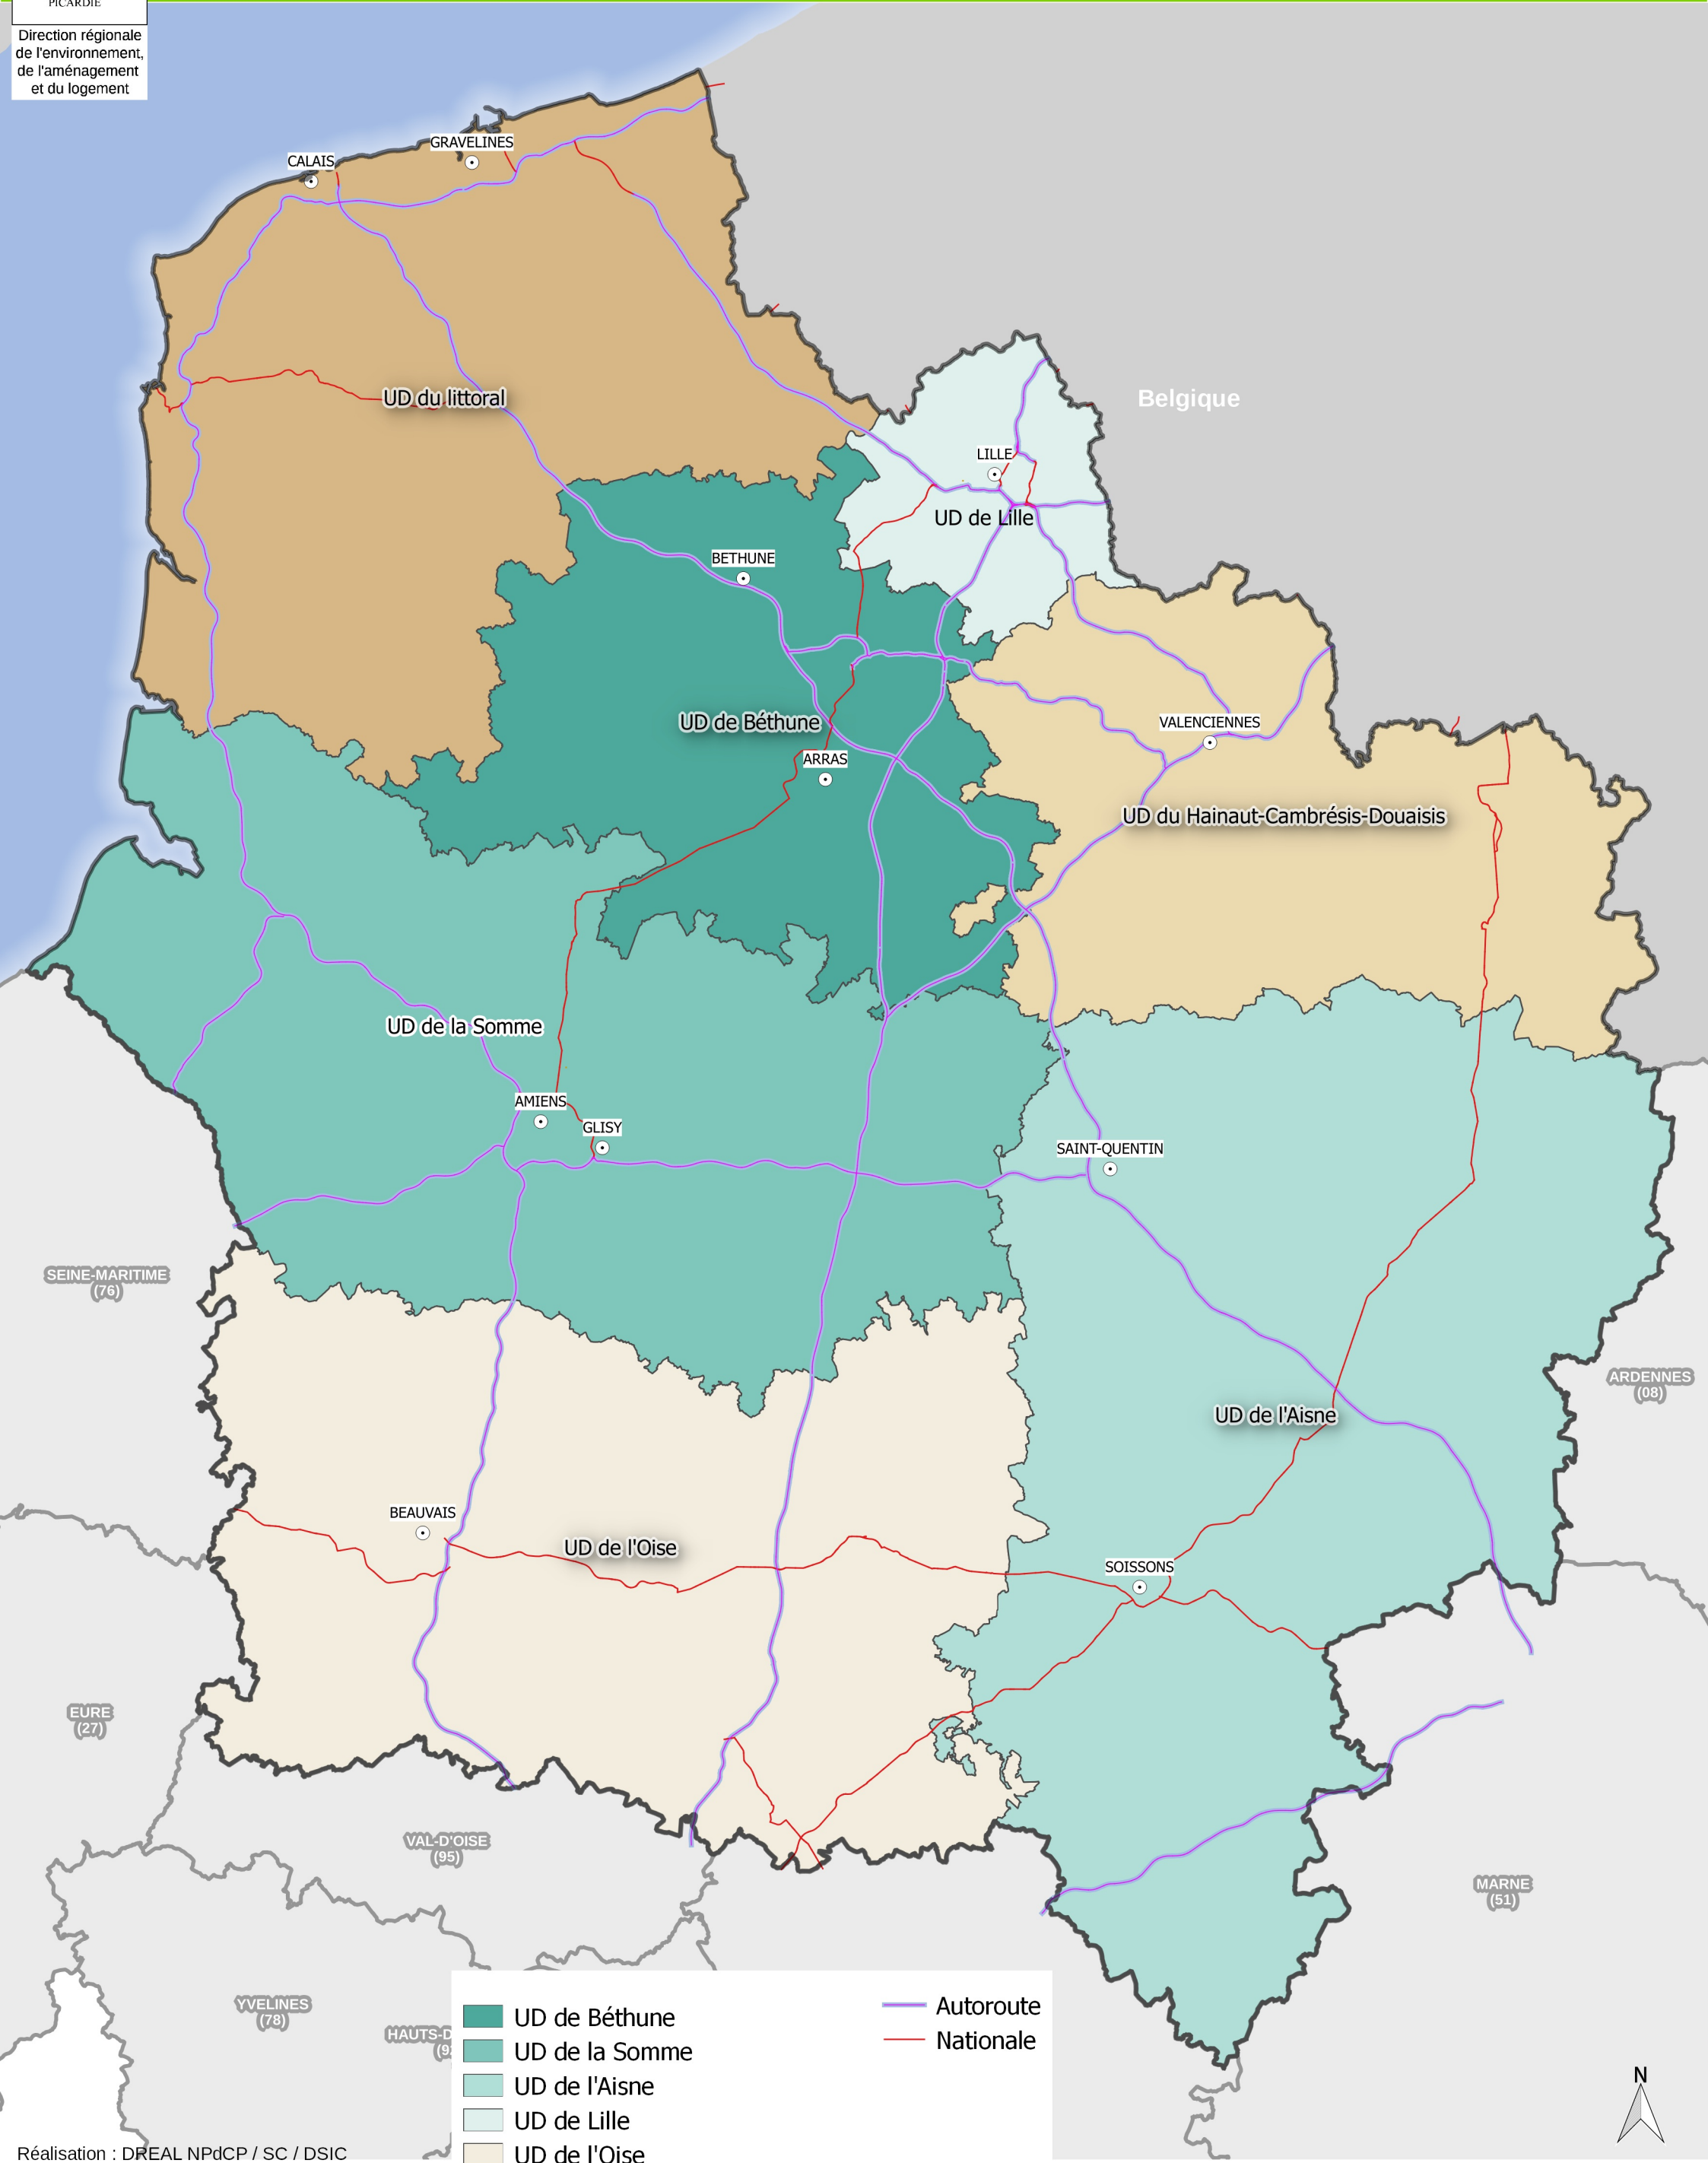 PICARDIE
Direction régionale
de l'environnement,
de l'aménagement
et du logement
GRAVELINES
CALAIS
UD du littoral
Belgique
LILLE
UD de Lille
BETHUNE
UD de Béthune
VALENCIENNES
ARRAS
UD du Hainaut-Cambrésis-Douaisis
UD de la Somme
AMIENS
GLISY
SAINT-QUENTIN
SEINE-MARITIME
(76)
ARDENNES
(08)
UD de l'Aisne
BEAUVAIS
UD de l'Oise
SOISSONS
EURE
(27)
VAL-D'OISE
(95)
MARNE
(51)
YVELINES
(78)
HAUTS-D
(9
UD de Béthune
UD de la Somme
UD de l'Aisne
UD de Lille
UD de l'Oise
Autoroute
Nationale
N
Réalisation : DREAL NPdCP / SC / DSIC